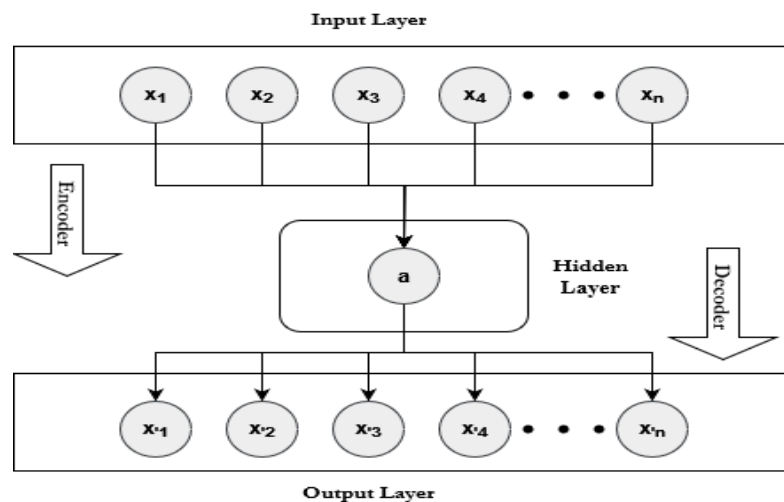 Input Layer
x1 x2 x3 x4 • • • xn
Encoder
a
Hidden
Layer
Decoder
x'1 x'2 x'3 x'4 • • • x'n
Output Layer